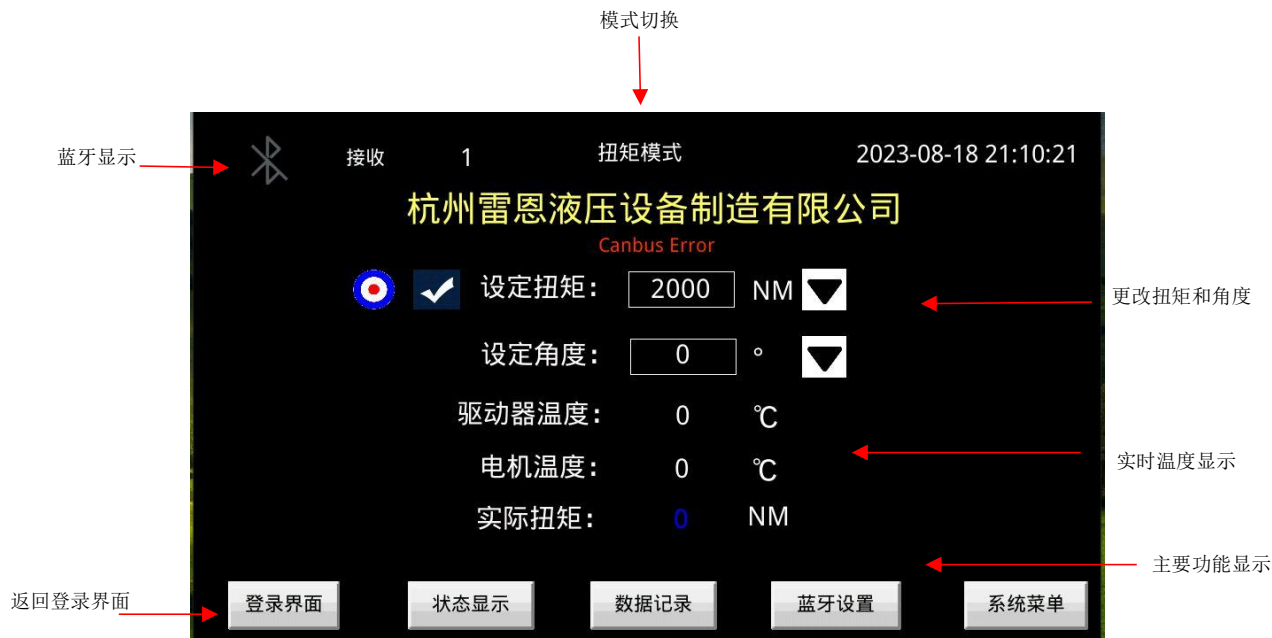 模式切换
蓝牙显示
接收 1 扭矩模式 2023-08-18 21:10:21
杭州雷恩液压设备制造有限公司
Canbus Error
设定扭矩: 2000 NM
更改扭矩和角度
设定角度: 0 °
驱动器温度: 0 ℃
实时温度显示
电机温度: 0 ℃
实际扭矩: 0 NM
主要功能显示
返回登录界面
登录界面 状态显示 数据记录 蓝牙设置 系统菜单